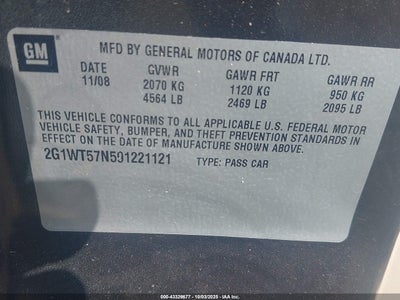 GM
MFD BY GENERAL MOTORS OF CANADA LTD.
DATE GVWR GAWR FRT GAWR RR
11/08 2070 KG 1120 KG 950 KG
4564 LB 2469 LB 2095 LB
THIS VEHICLE CONFORMS TO ALL APPLICABLE U.S. FEDERAL MOTOR
VEHICLE SAFETY, BUMPER, AND THEFT PREVENTION STANDARDS IN
EFFECT ON THE DATE OF MANUFACTURE SHOWN ABOVE.
2G1WT57N591221121 TYPE: PASS CAR
© - 43328677 - 10/03/2025 - IAA, Inc.